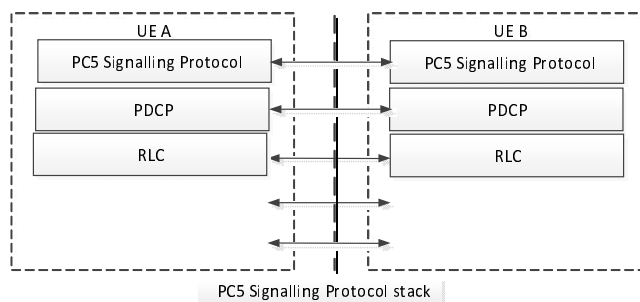 UE A
UE B
PC5 Signalling Protocol
PC5 Signalling Protocol
PDCP
PDCP
RLC
RLC
PC5 Signalling Protocol stack